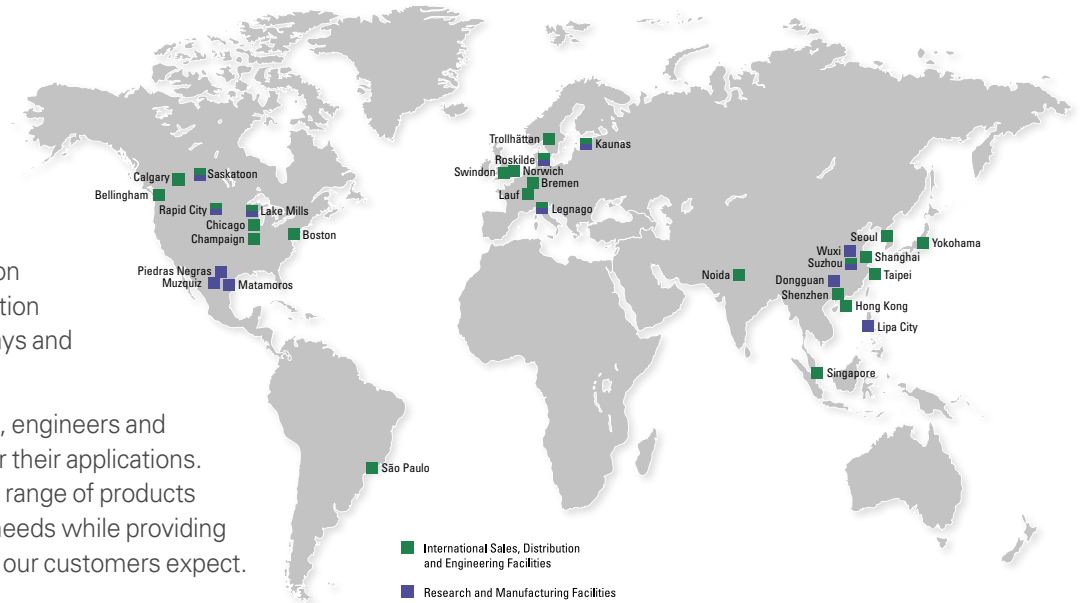 Trollhättan
Kaunas
Roskilde
Swindon
Norwich
Bremen
Lauf
Legnago
Calgary
Saskatoon
Bellingham
Rapid City
Lake Mills
Chicago
Champaign
Boston
Piedras Negras
Muzquiz
Matamoros
Seoul
Yokohama
Wuxi
Shanghai
Suzhou
Noida
Taipei
Dongguan
Shenzhen
Hong Kong
Lipa City
Singapore
São Paulo
on
tion
ays and
, engineers and
r their applications.
range of products
needs while providing
our customers expect.
International Sales, Distribution
and Engineering Facilities
Research and Manufacturing Facilities